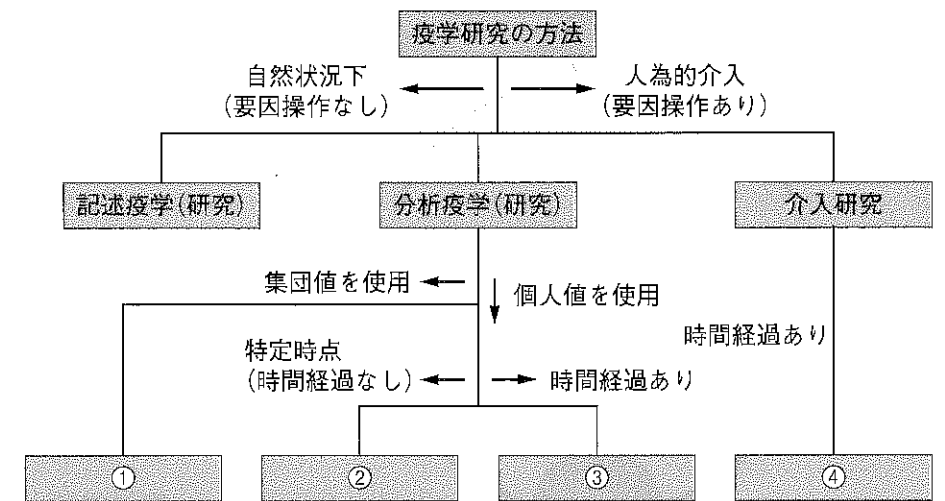 疫学研究の方法
自然状況下
(要因操作なし)
人為的介入
(要因操作あり)
記述疫学(研究)
分析疫学(研究)
介入研究
集団値を使用
個人値を使用
時間経過あり
特定時点
(時間経過なし)
時間経過あり
①
②
③
④